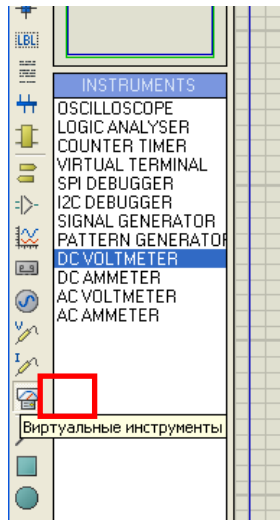 LBL
INSTRUMENTS
OSCILLOSCOPE
LOGIC ANALYSER
COUNTER TIMER
VIRTUAL TERMINAL
SPI DEBUGGER
I2C DEBUGGER
SIGNAL GENERATOR
PATTERN GENERATOR
DC VOLTMETER
DC AMMETER
AC VOLTMETER
AC AMMETER
V
I
Виртуальные инструменты